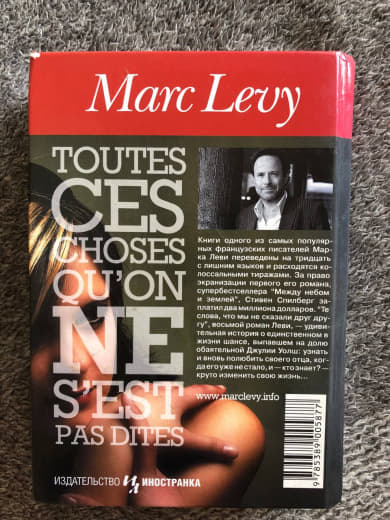 Marc Levy
TOUTES
CES
CHOSES
QU'ON
NE
S'EST
PAS DITES
Книги одного из самых популяр-
ных французских писателей Мар-
ка Леви переведены на тридцать
с лишним языков и расходятся ко-
лоссальными тиражами. За право
экранизации первого его романа,
супербестселлера "Между небом
и землей", Стивен Спилберг за-
платил два миллиона долларов. "Те
слова, что мы не сказали друг дру-
гу", восьмой роман Леви, — удиви-
тельная история о единственном в
жизни шансе, выпавшем на долю
обаятельной Джулии Уолш: узнать
и вновь полюбить своего отца, ког-
да его уже не стало, и — кто знает? —
круто изменить свою жизнь...
www.marclevy.info
ИЗДАТЕЛЬСТВО ИЛ ИНОСТРАНКА
9785389005877